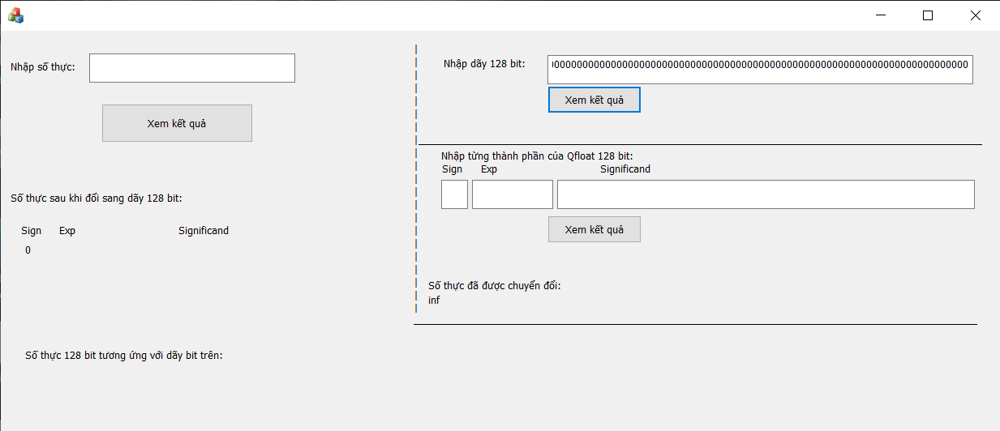 Nhập số thực:
Xem kết quả
Số thực sau khi đổi sang dãy 128 bit:
Sign Exp Significand
0
Số thực 128 bit tương ứng với dãy bit trên:
Nhập dãy 128 bit:
Xem kết quả
Nhập từng thành phần của Qfloat 128 bit:
Sign Exp Significand
Xem kết quả
Số thực đã được chuyển đổi:
inf